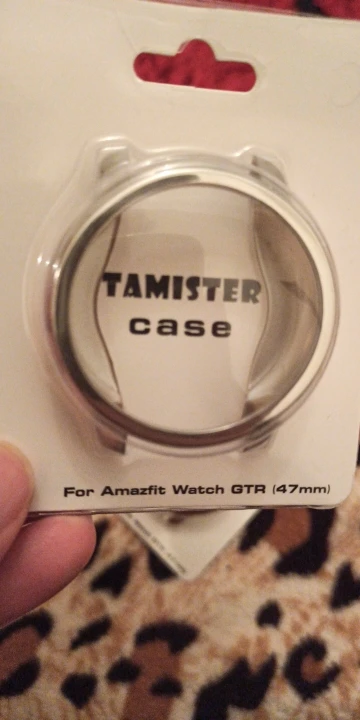 TAMISTER
case
For Amazfit Watch GTR (47mm)